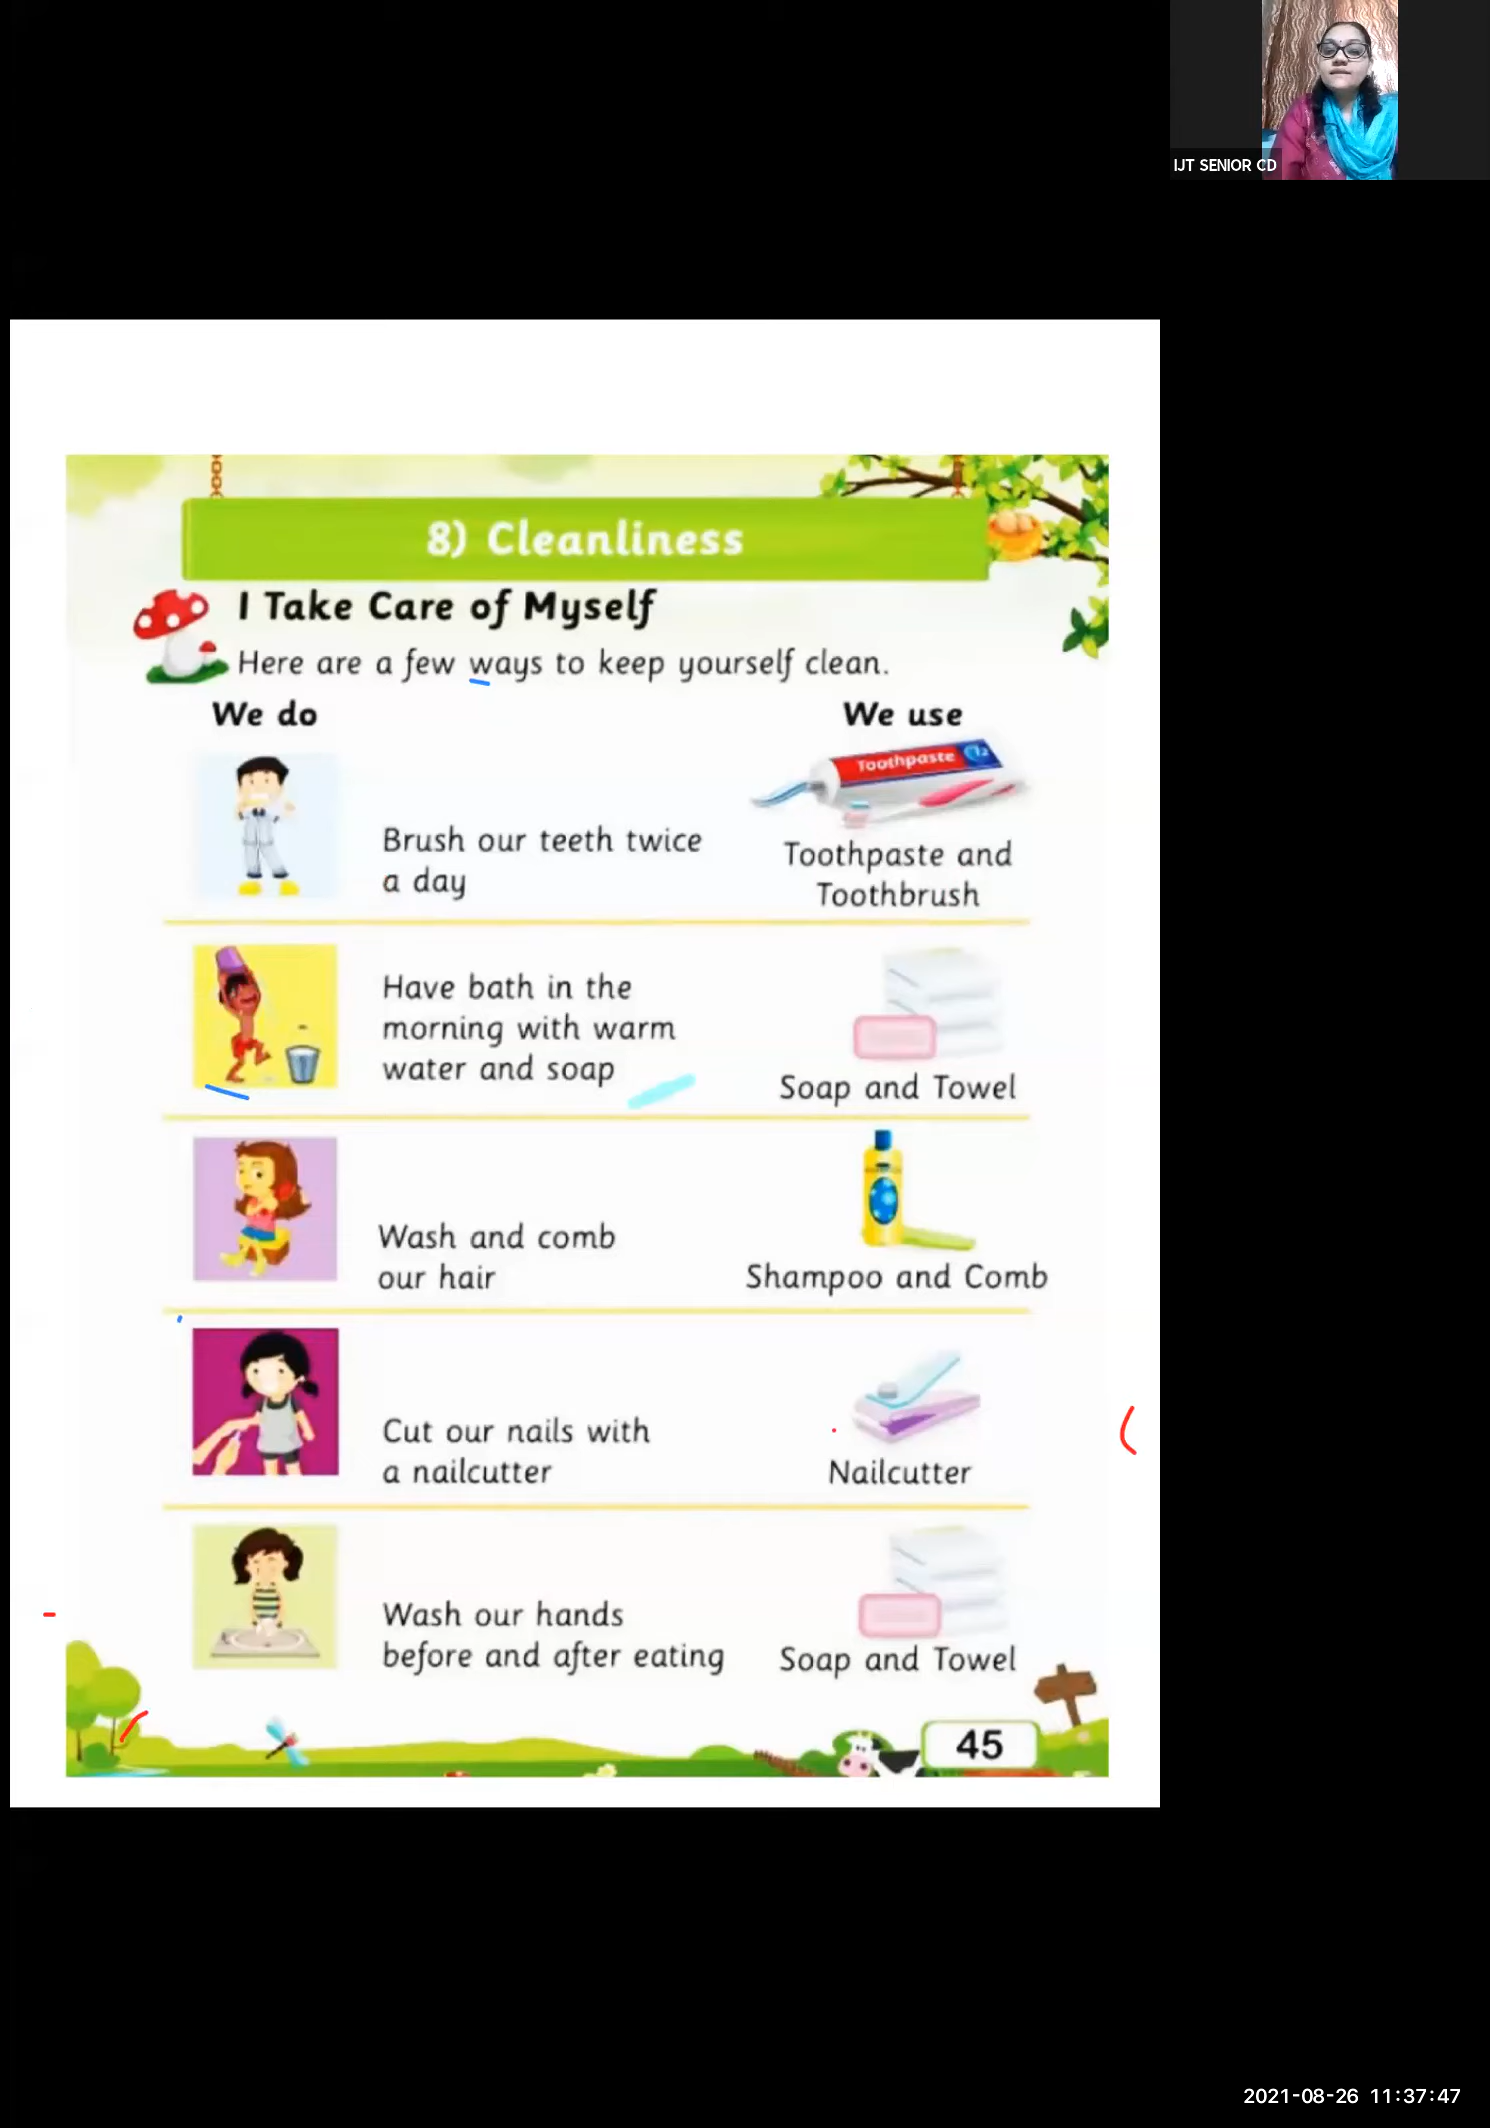 IJT SENIOR CD
8) Cleanliness
I Take Care of Myself
Here are a few ways to keep yourself clean.
We do
We use
Toothpaste
Brush our teeth twice
a day
Toothpaste and
Toothbrush
Have bath in the
morning with warm
water and soap
Soap and Towel
Wash and comb
our hair
Shampoo and Comb
Cut our nails with
a nailcutter
Nailcutter
Wash our hands
before and after eating
Soap and Towel
45
2021-08-26 11:37:47